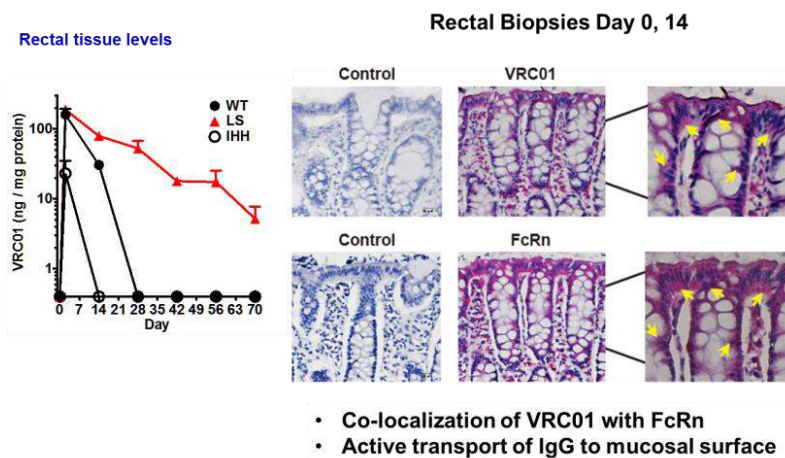 Rectal Biopsies Day 0, 14
Rectal tissue levels
WT
LS
IHH
VRC01 (ng / mg protein)
100
10
1
0 7 14 21 28 35 42 49 56 63 70
Day
Control
VRC01
Control
FcRn
• Co-localization of VRC01 with FcRn
• Active transport of IgG to mucosal surface